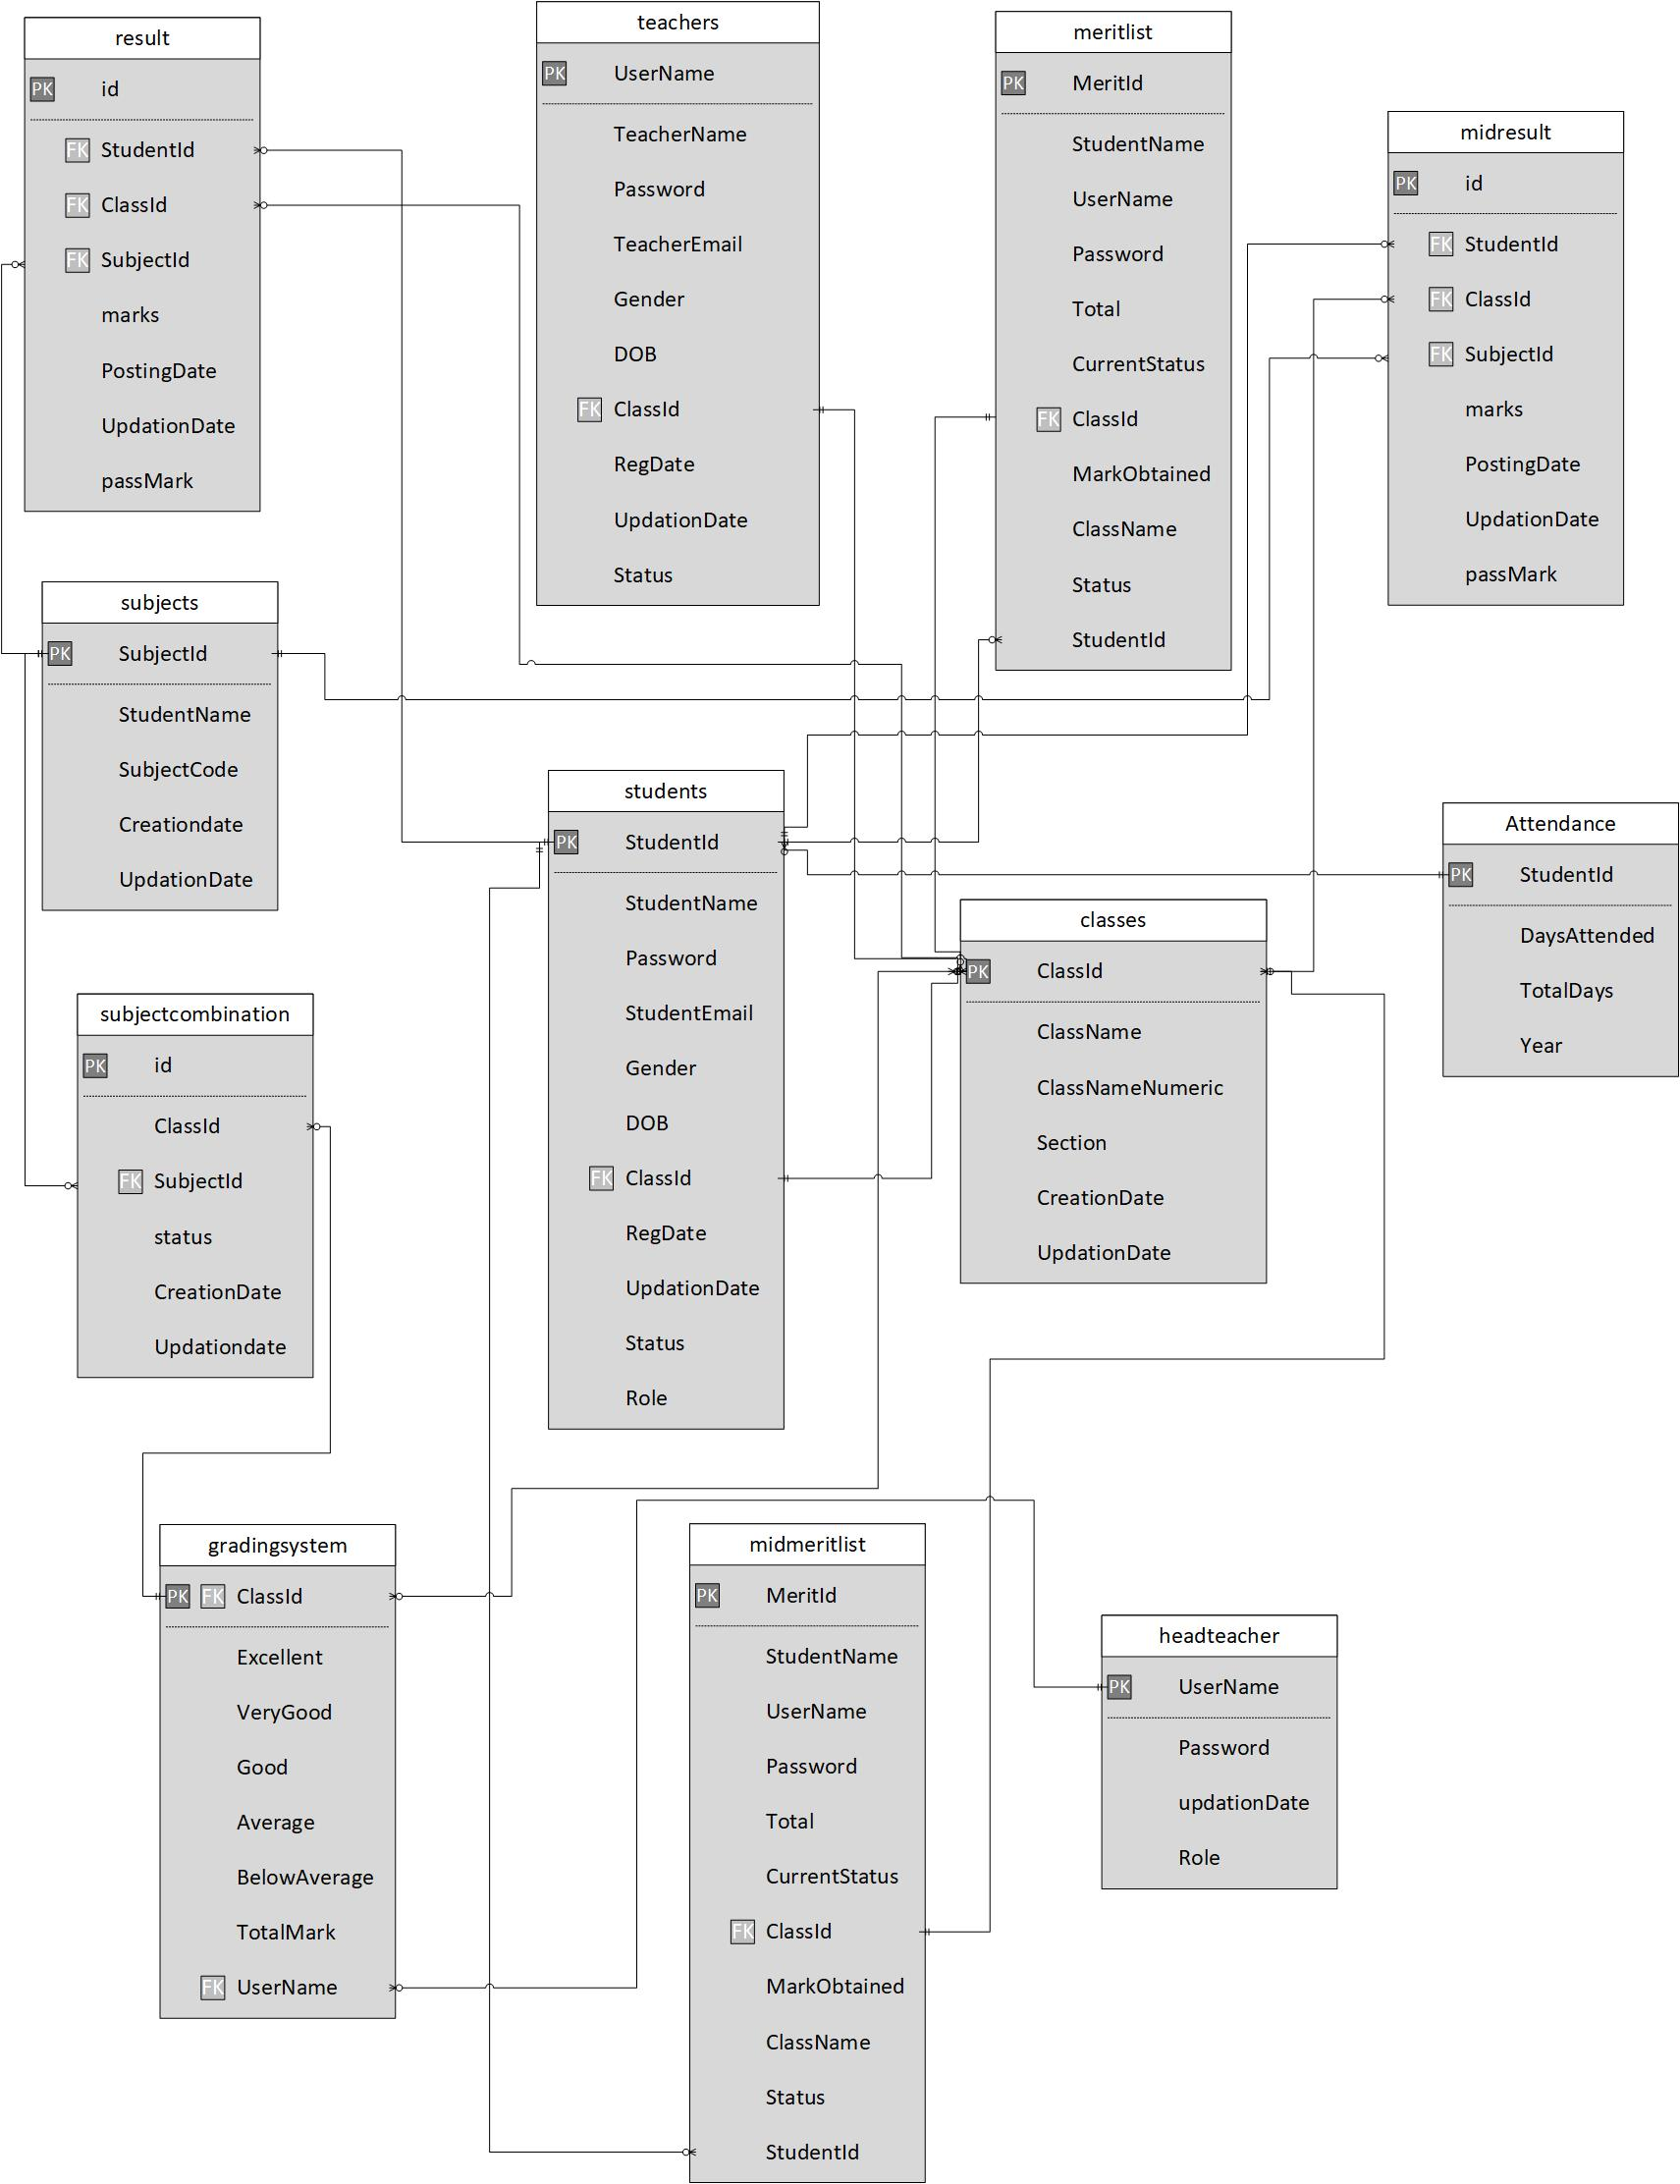 result
PK id
FK StudentId
FK ClassId
FK SubjectId
marks
PostingDate
UpdationDate
passMark
teachers
PK UserName
TeacherName
Password
TeacherEmail
Gender
DOB
FK ClassId
RegDate
UpdationDate
Status
meritlist
PK MeritId
StudentName
UserName
Password
Total
CurrentStatus
FK ClassId
MarkObtained
ClassName
Status
StudentId
midresult
PK id
FK StudentId
FK ClassId
FK SubjectId
marks
PostingDate
UpdationDate
passMark
subjects
PK SubjectId
StudentName
SubjectCode
Creationdate
UpdationDate
students
PK StudentId
StudentName
Password
StudentEmail
Gender
DOB
FK ClassId
RegDate
UpdationDate
Status
Role
Attendance
PK StudentId
DaysAttended
TotalDays
Year
classes
PK ClassId
ClassName
ClassNameNumeric
Section
CreationDate
UpdationDate
subjectcombination
PK id
ClassId
FK SubjectId
status
CreationDate
Updationdate
gradingsystem
PK FK ClassId
Excellent
VeryGood
Good
Average
BelowAverage
TotalMark
FK UserName
midmeritlist
PK MeritId
StudentName
UserName
Password
Total
CurrentStatus
FK ClassId
MarkObtained
ClassName
Status
StudentId
headteacher
PK UserName
Password
updationDate
Role